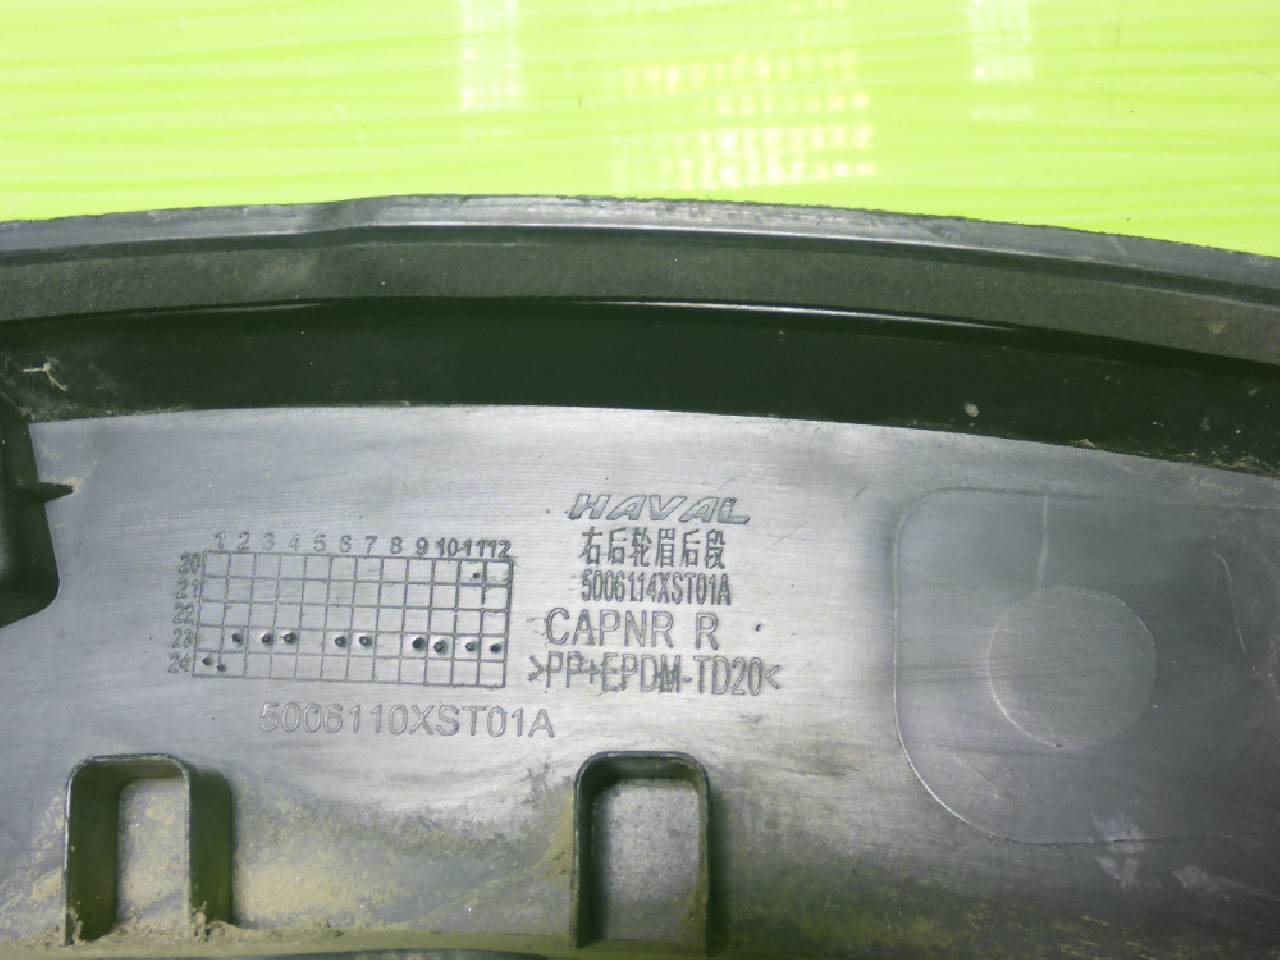 HAVAL
右后轮眉后段
5006114XST01A
CAPNR R
>PP+EPDM-TD20<
1 2 3 4 5 6 7 8 9 10 11 12
20
21
22
23
24
5006110XST01A